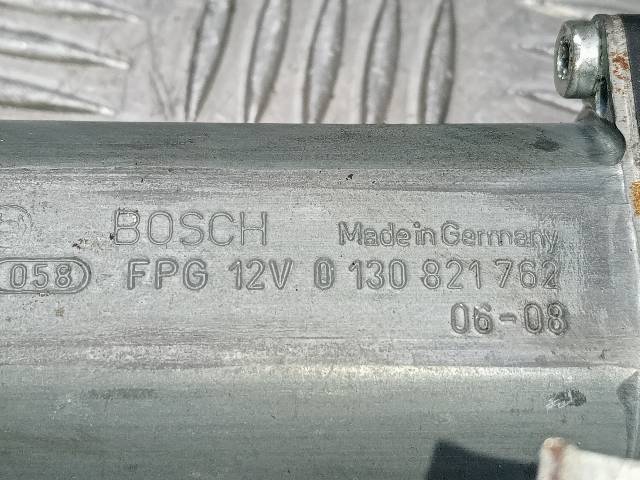 BOSCH Made in Germany
058 FPG 12V 0 130 821 762
06-08